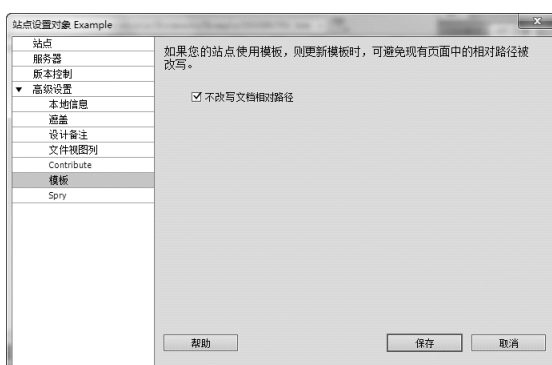 站点设置对象 Example
站点
服务器
版本控制
▼ 高级设置
本地信息
遮盖
设计备注
文件视图列
Contribute
模板
Spry
如果您的站点使用模板，则更新模板时，可避免现有页面中的相对路径被
改写。
不改写文档相对路径
帮助
保存
取消